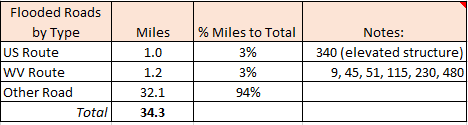 Flooded Roads by Type Miles % Miles to Total Notes:
US Route 1.0 3% 340 (elevated structure)
WV Route 1.2 3% 9, 45, 51, 115, 230, 480
Other Road 32.1 94%
Total 34.3